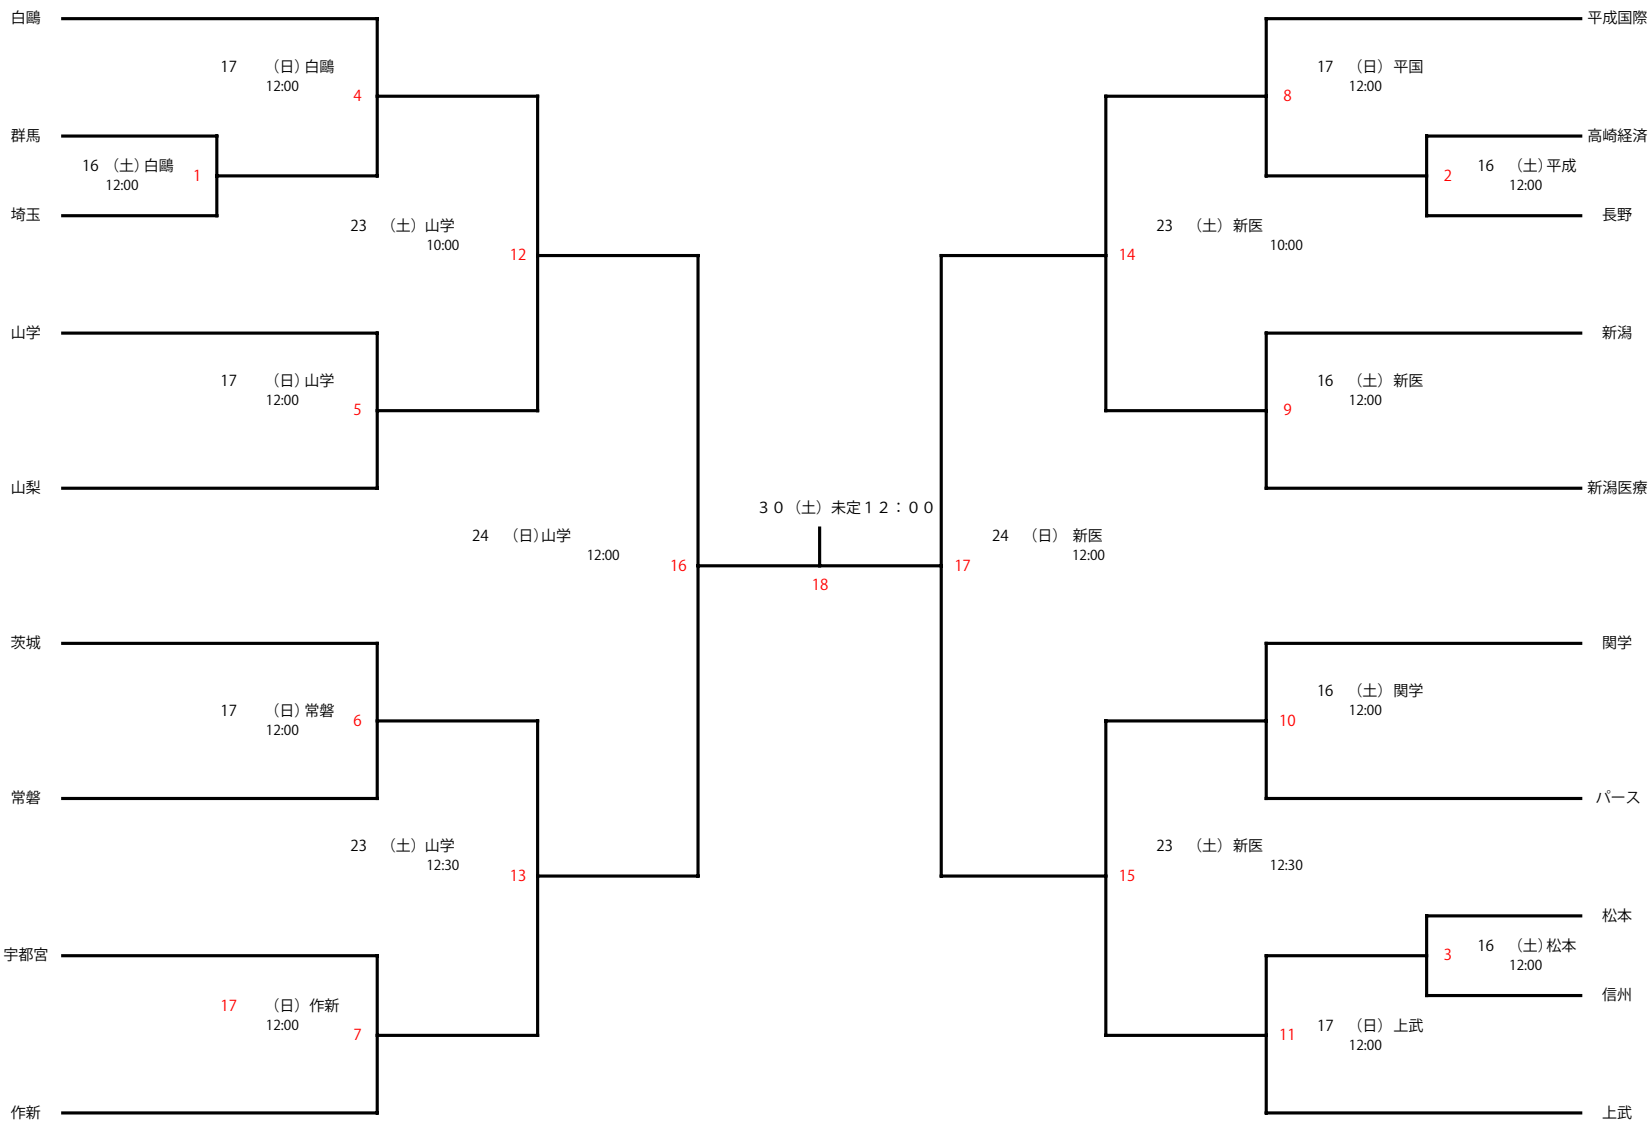 白鷗
17 (日) 白鷗
12:00
4
群馬
16 (土) 白鷗
12:00
1
埼玉
23 (土) 山学
10:00
12
山学
17 (日) 山学
12:00
5
山梨
24 (日) 山学
12:00
16
茨城
17 (日) 常磐
12:00
6
常磐
23 (土) 山学
12:30
13
宇都宮
17 (日) 作新
12:00
7
作新
３０ (土) 未定１２：００
18
平成国際
17 (日) 平国
12:00
8
高崎経済
2
16 (土) 平成
12:00
長野
23 (土) 新医
10:00
14
新潟
16 (土) 新医
12:00
9
新潟医療
24 (日) 新医
12:00
17
関学
16 (土) 関学
12:00
10
パース
23 (土) 新医
12:30
15
松本
3
16 (土) 松本
12:00
信州
11
17 (日) 上武
12:00
上武